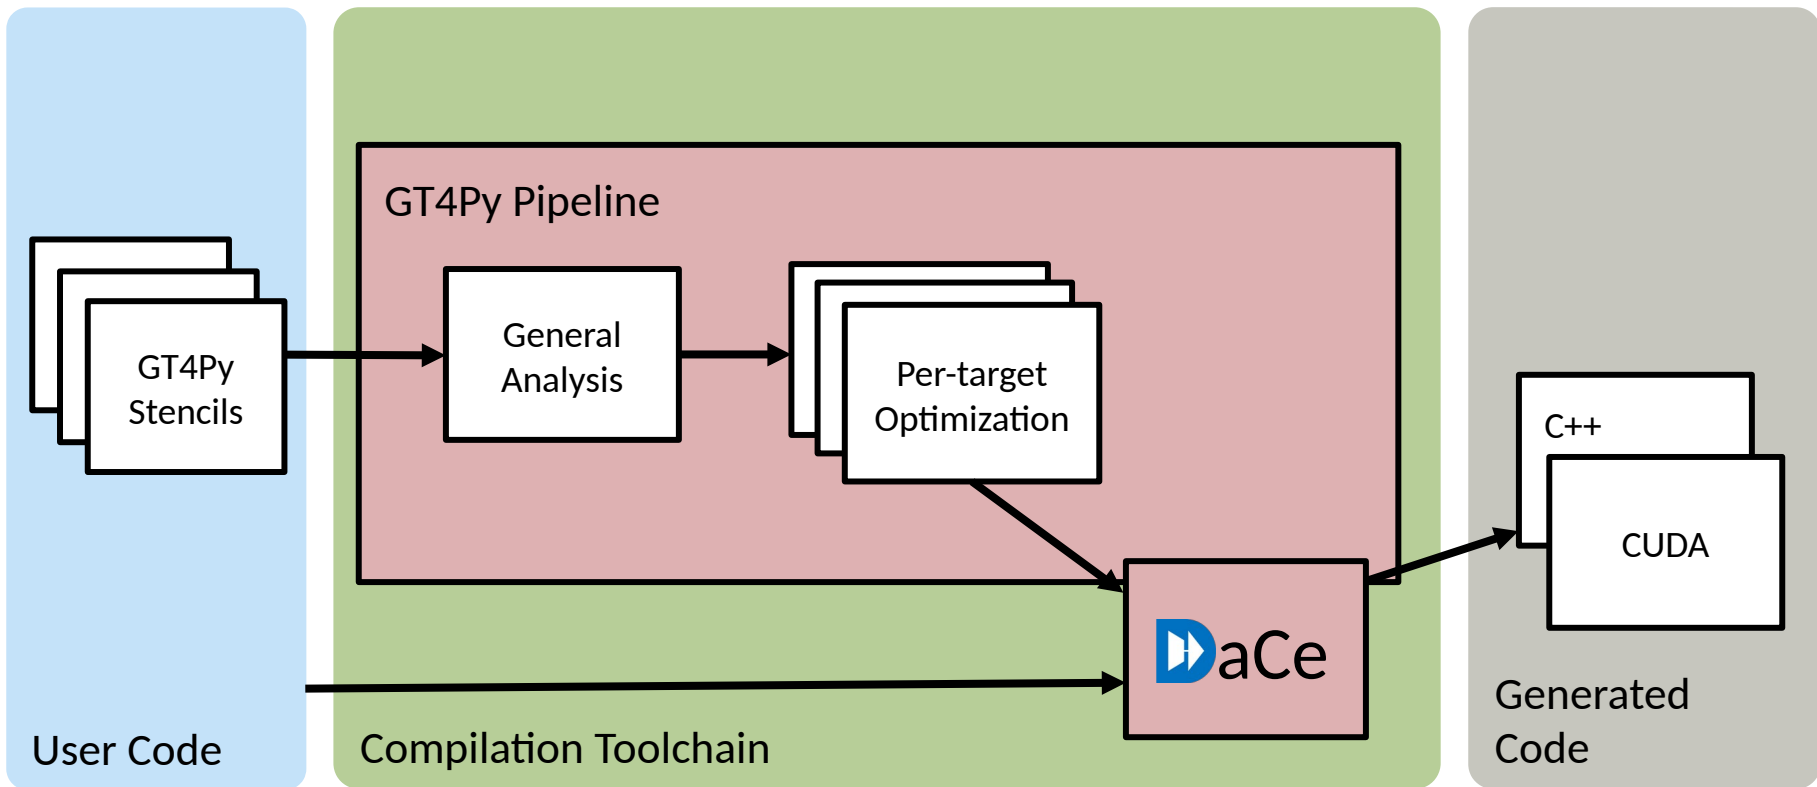 GT4Py Pipeline
GT4Py
Stencils
General
Analysis
Per-target
Optimization
C++
CUDA
DaCe
User Code
Compilation Toolchain
Generated
Code